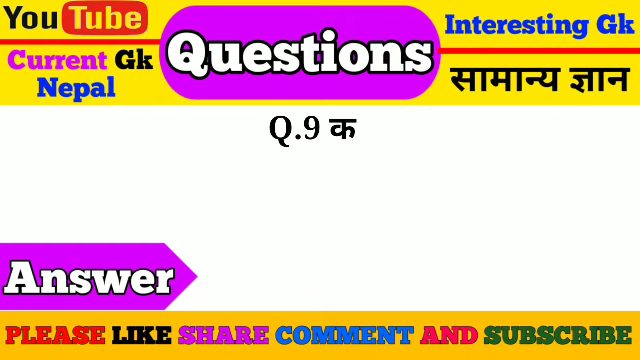 YouTube
Current Gk
Nepal
Questions
Interesting Gk
सामान्य ज्ञान
Q.9 क
Answer
PLEASE LIKE SHARE COMMENT AND SUBSCRIBE